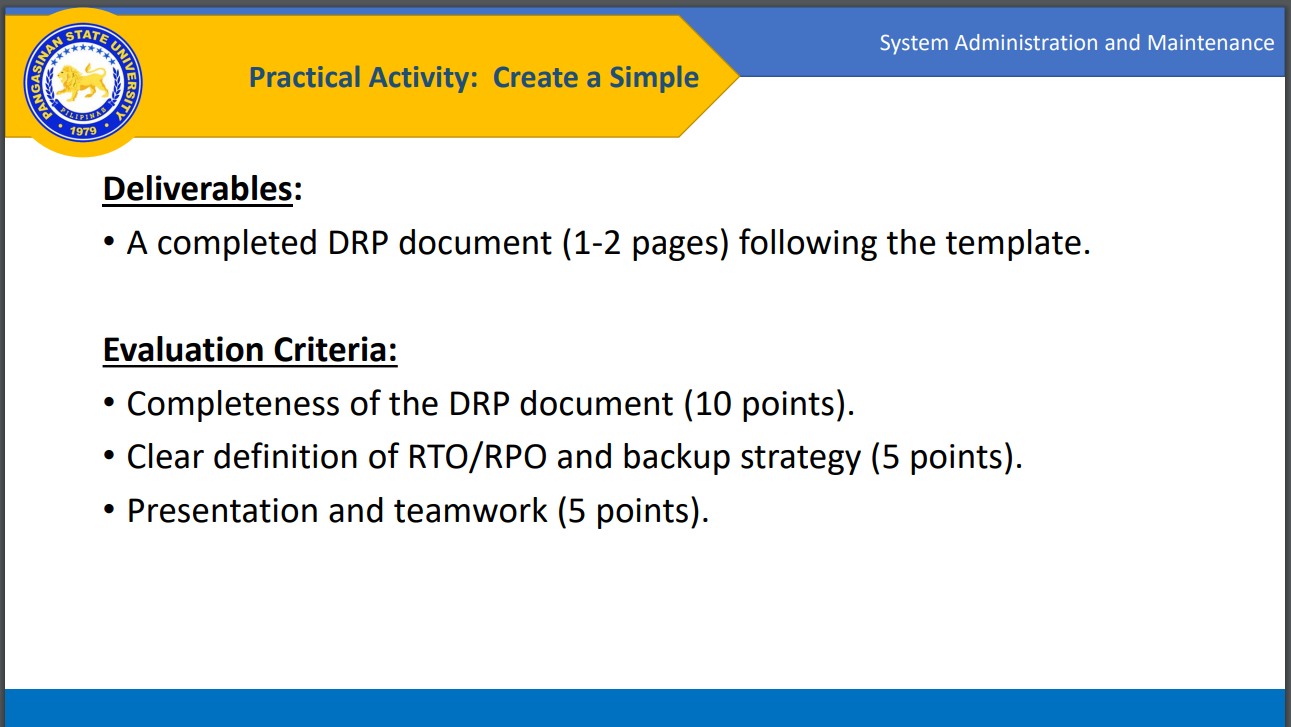 PANGASINAN STATE UNIVERSITY
PILIPINAS
• 1979 •
System Administration and Maintenance
Practical Activity:  Create a Simple
Deliverables:
• A completed DRP document (1-2 pages) following the template.
Evaluation Criteria:
• Completeness of the DRP document (10 points).
• Clear definition of RTO/RPO and backup strategy (5 points).
• Presentation and teamwork (5 points).